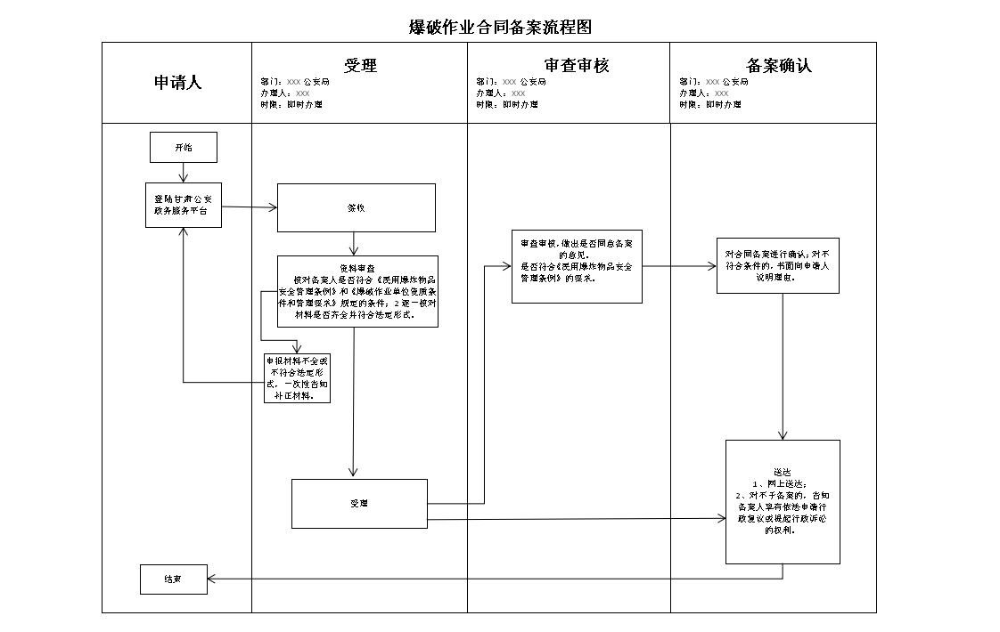 爆破作业合同备案流程图
申请人
受理
部门：xxx 公安局
办理人：xxx
时限：即时办理
审查审核
部门：xxx 公安局
办理人：xxx
时限：即时办理
备案确认
部门：xxx 公安局
办理人：xxx
时限：即时办理
开始
登陆甘肃公安
政务服务平台
签收
资料审查
核对备案人是否符合《民用爆炸物品
安全管理条例》和《爆破作业单位资质条
件和管理要求》规定的条件；2 逐一核对
材料是否齐全并符合法定形式。
申报材料不全或
不符合法定形
式，一次性告知
补正材料。
受理
审查审核，做出是否同意备案
的意见。
是否符合《民用爆炸物品安全
管理条例》的要求。
对合同备案进行确认；对不
符合条件的，书面向申请人
说明理由。
送达
1、网上送达；
2、对不予备案的，告知
备案人享有依法申请行
政复议或提起行政诉讼
的权利。
结束